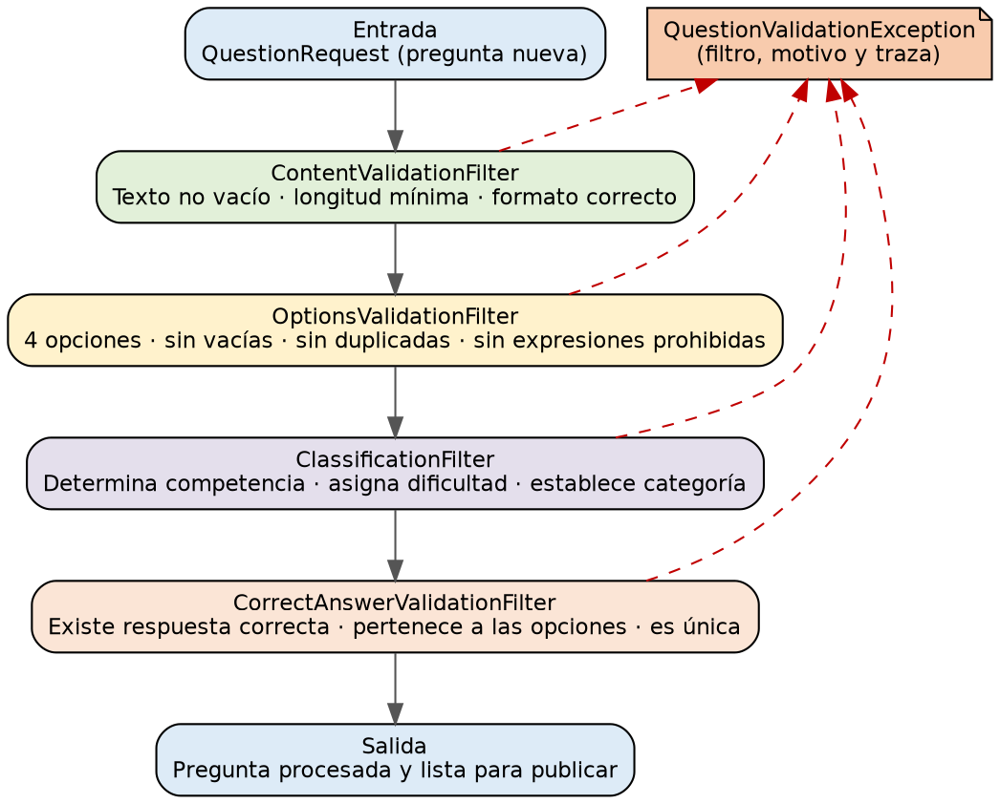 Entrada
QuestionRequest (pregunta nueva)
QuestionValidationException
(filtro, motivo y traza)
ContentValidationFilter
Texto no vacío · longitud mínima · formato correcto
OptionsValidationFilter
4 opciones · sin vacías · sin duplicadas · sin expresiones prohibidas
ClassificationFilter
Determina competencia · asigna dificultad · establece categoría
CorrectAnswerValidationFilter
Existe respuesta correcta · pertenece a las opciones · es única
Salida
Pregunta procesada y lista para publicar